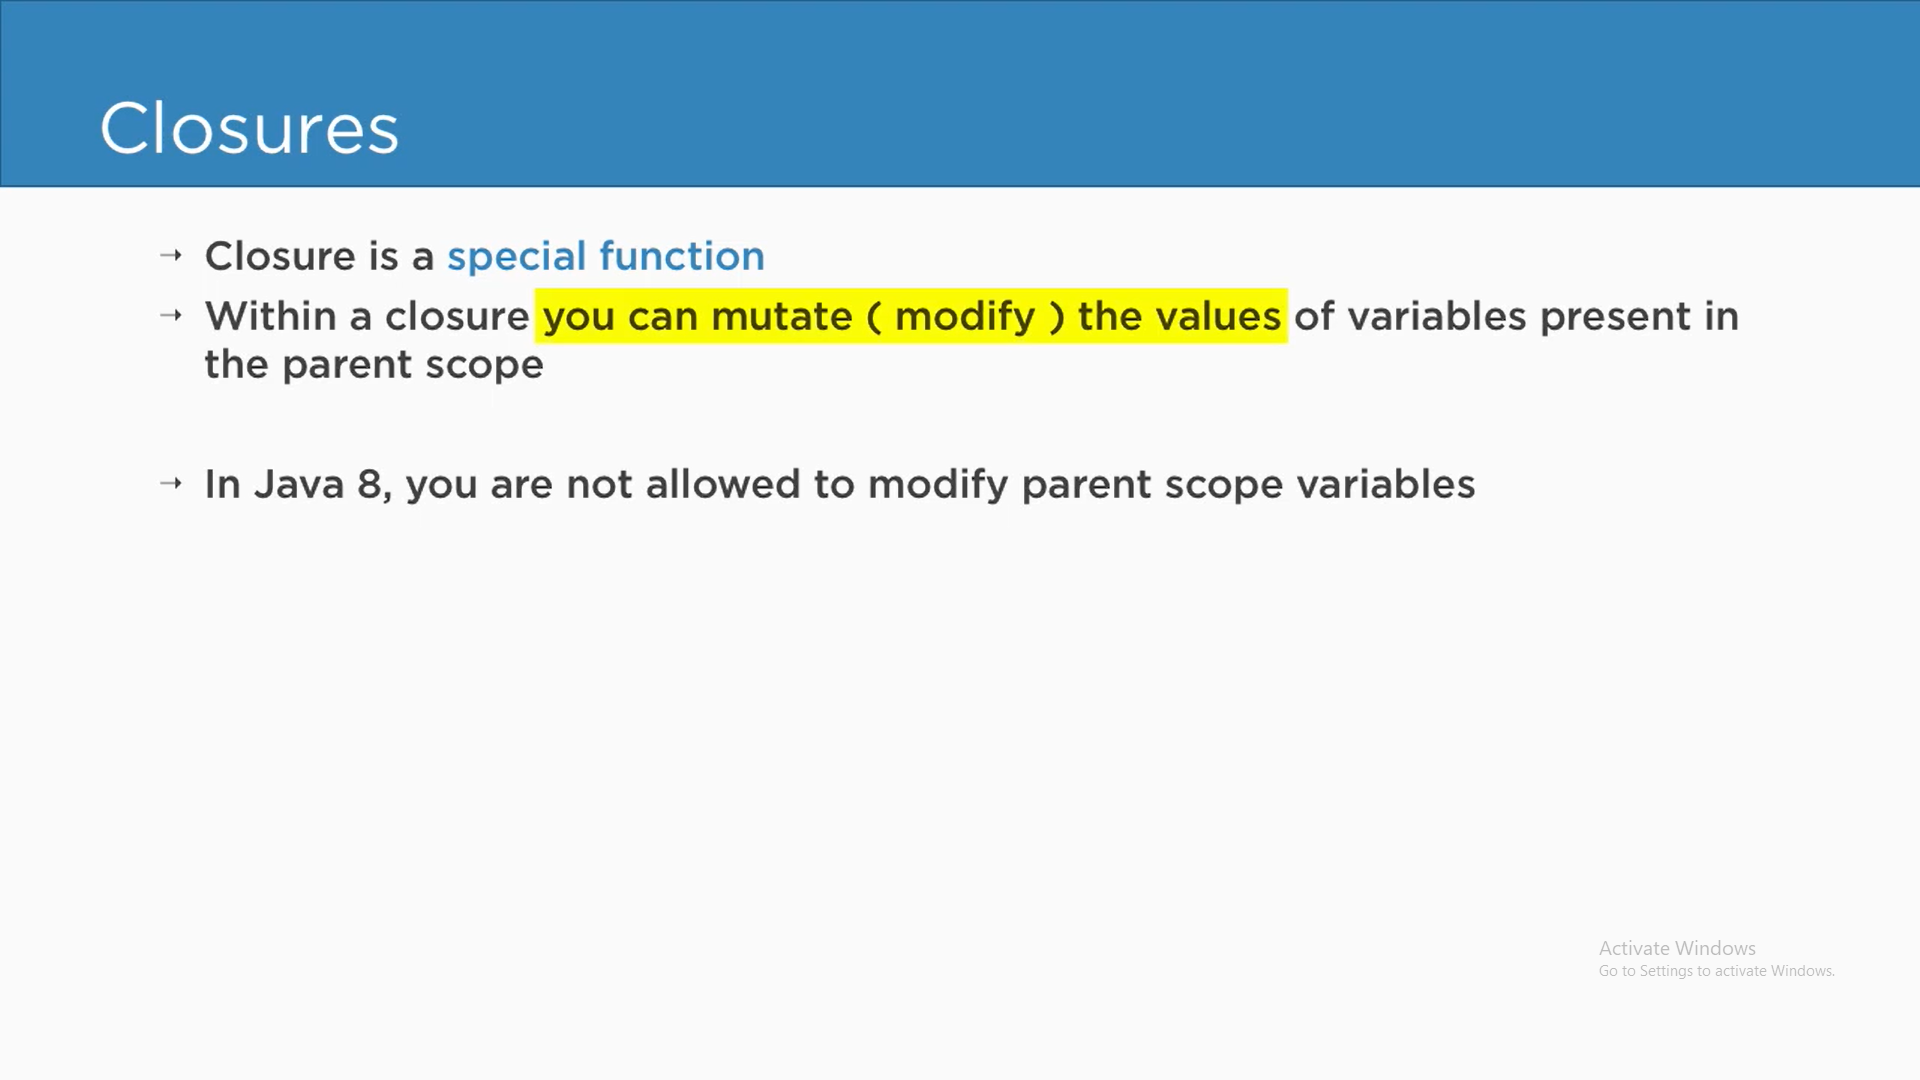 Closures
→ Closure is a special function
→ Within a closure you can mutate ( modify ) the values of variables present in
the parent scope
→ In Java 8, you are not allowed to modify parent scope variables
Activate Windows
Go to Settings to activate Windows.